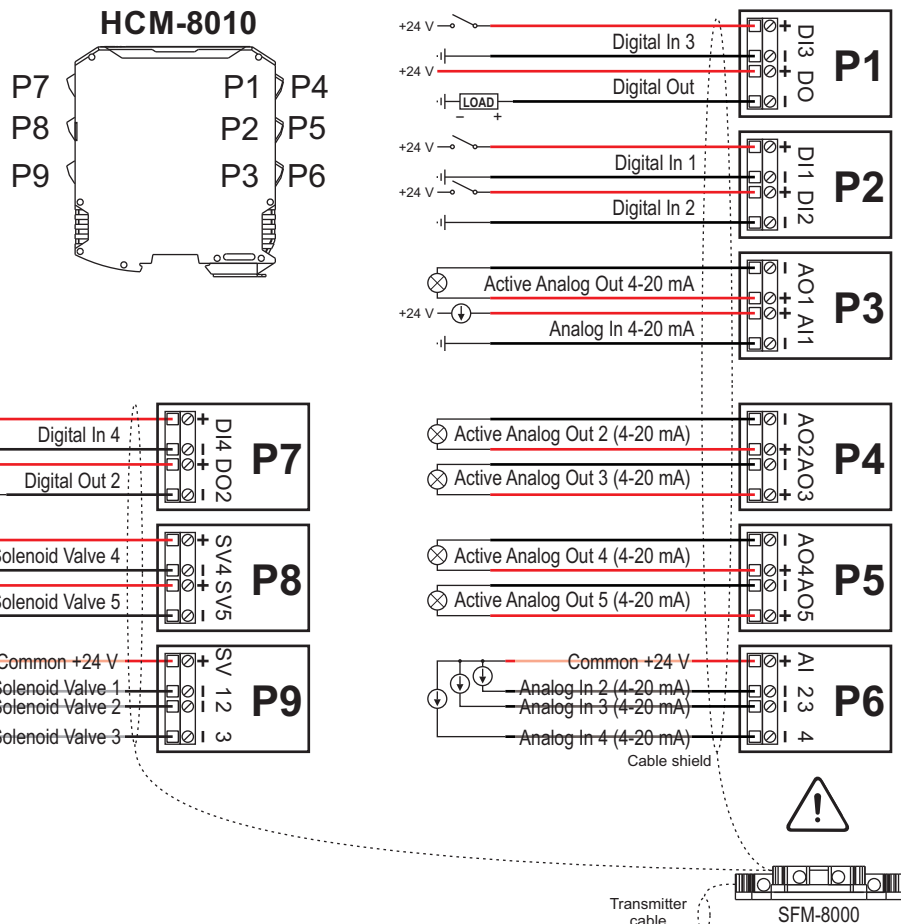 HCM-8010
P7 P1 P4
P8 P2 P5
P9 P3 P6
+24 V
Digital In 3
+24 V
Digital Out
LOAD
− +
+ DI3 −
+ DO −
P1
+24 V
Digital In 1
+24 V
Digital In 2
+ DI1 −
+ DI2 −
P2
Active Analog Out 4-20 mA
+24 V
Analog In 4-20 mA
− AO1 +
+ AI1 −
P3
Digital In 4
Digital Out 2
+ DI4 −
+ DO2 −
P7
Active Analog Out 2 (4-20 mA)
Active Analog Out 3 (4-20 mA)
− AO2 +
− AO3 +
P4
Solenoid Valve 4
Solenoid Valve 5
+ SV4 −
+ SV5 −
P8
Active Analog Out 4 (4-20 mA)
Active Analog Out 5 (4-20 mA)
− AO4 +
− AO5 +
P5
Common +24 V
Solenoid Valve 1
Solenoid Valve 2
Solenoid Valve 3
+ SV
− 1
− 2
− 3
P9
Common +24 V
Analog In 2 (4-20 mA)
Analog In 3 (4-20 mA)
Analog In 4 (4-20 mA)
+ AI
− 2
− 3
− 4
P6
Cable shield
!
Transmitter
cable
SFM-8000